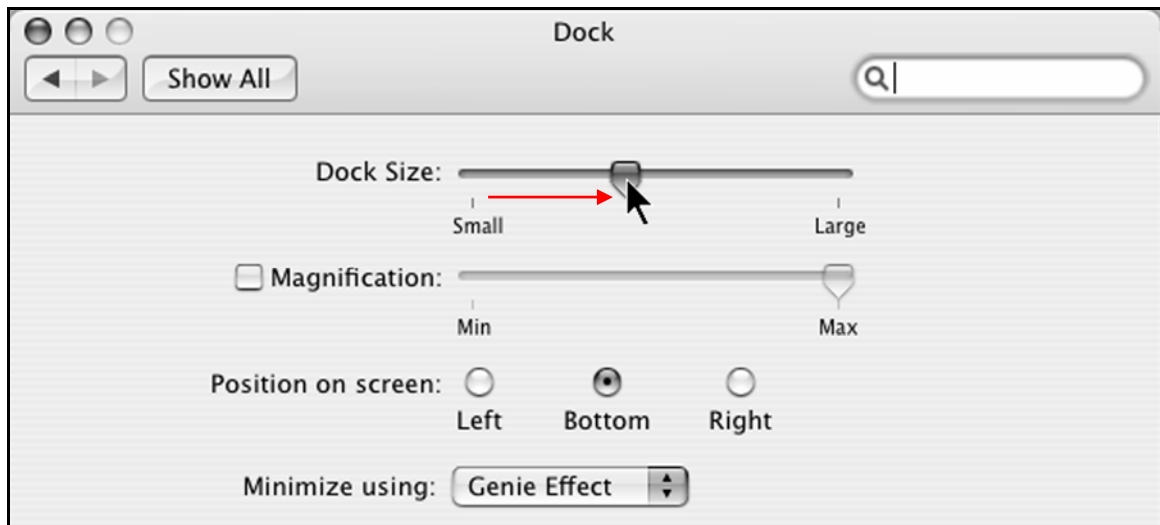 Dock
Show All
Dock Size:
Small Large
Magnification:
Min Max
Position on screen:
Left Bottom Right
Minimize using: Genie Effect